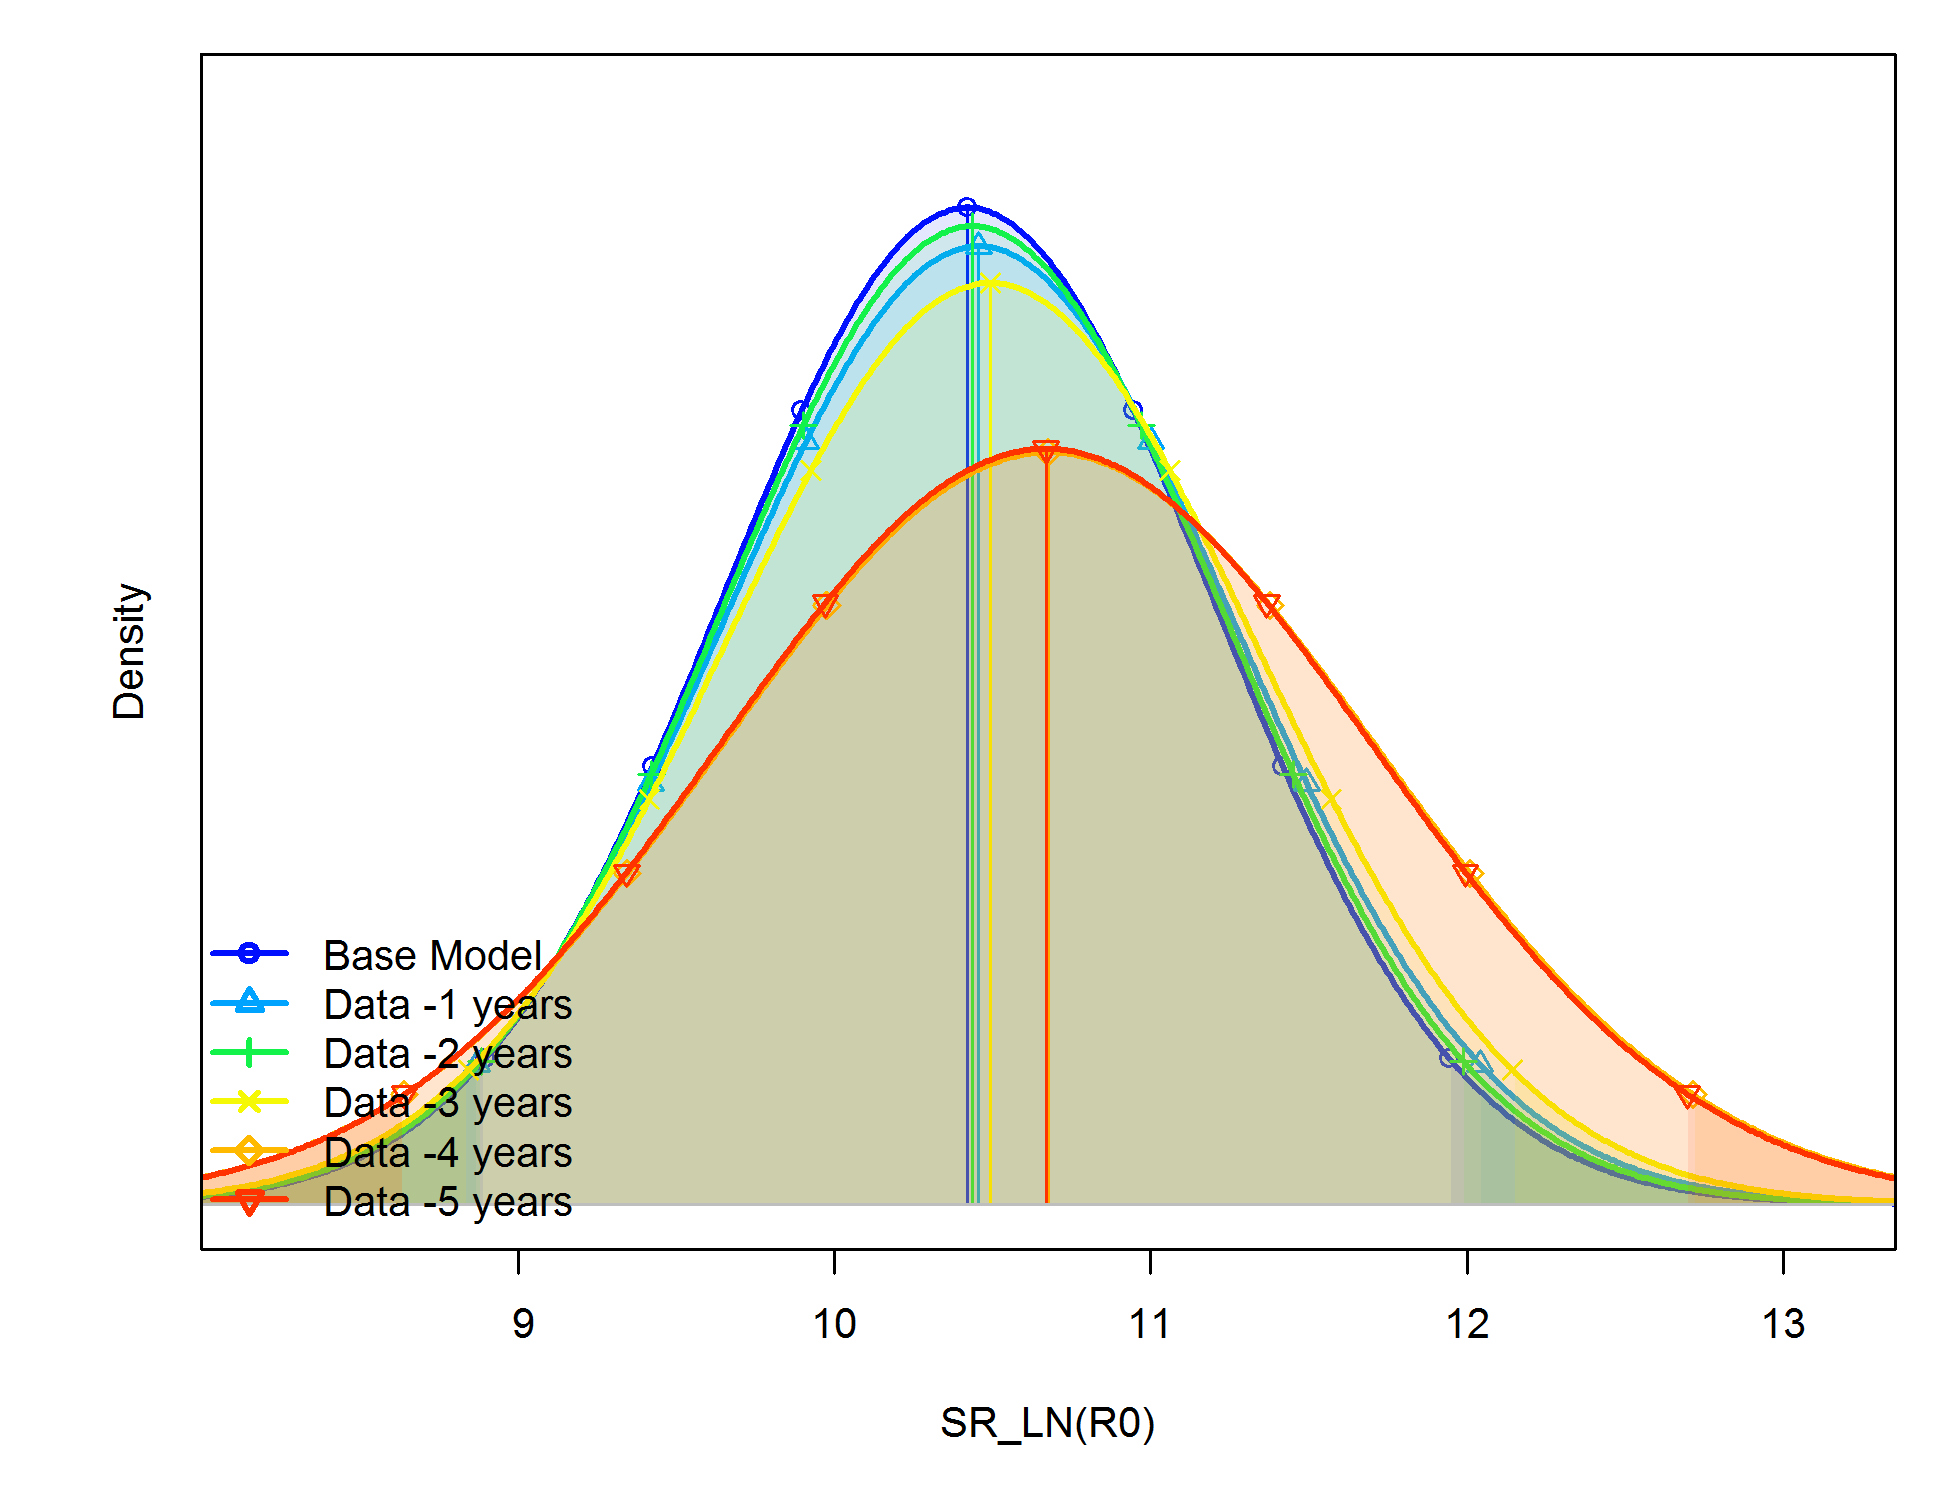 Density
Base Model
Data -1 years
Data -2 years
Data -3 years
Data -4 years
Data -5 years
9 10 11 12 13
SR_LN(R0)